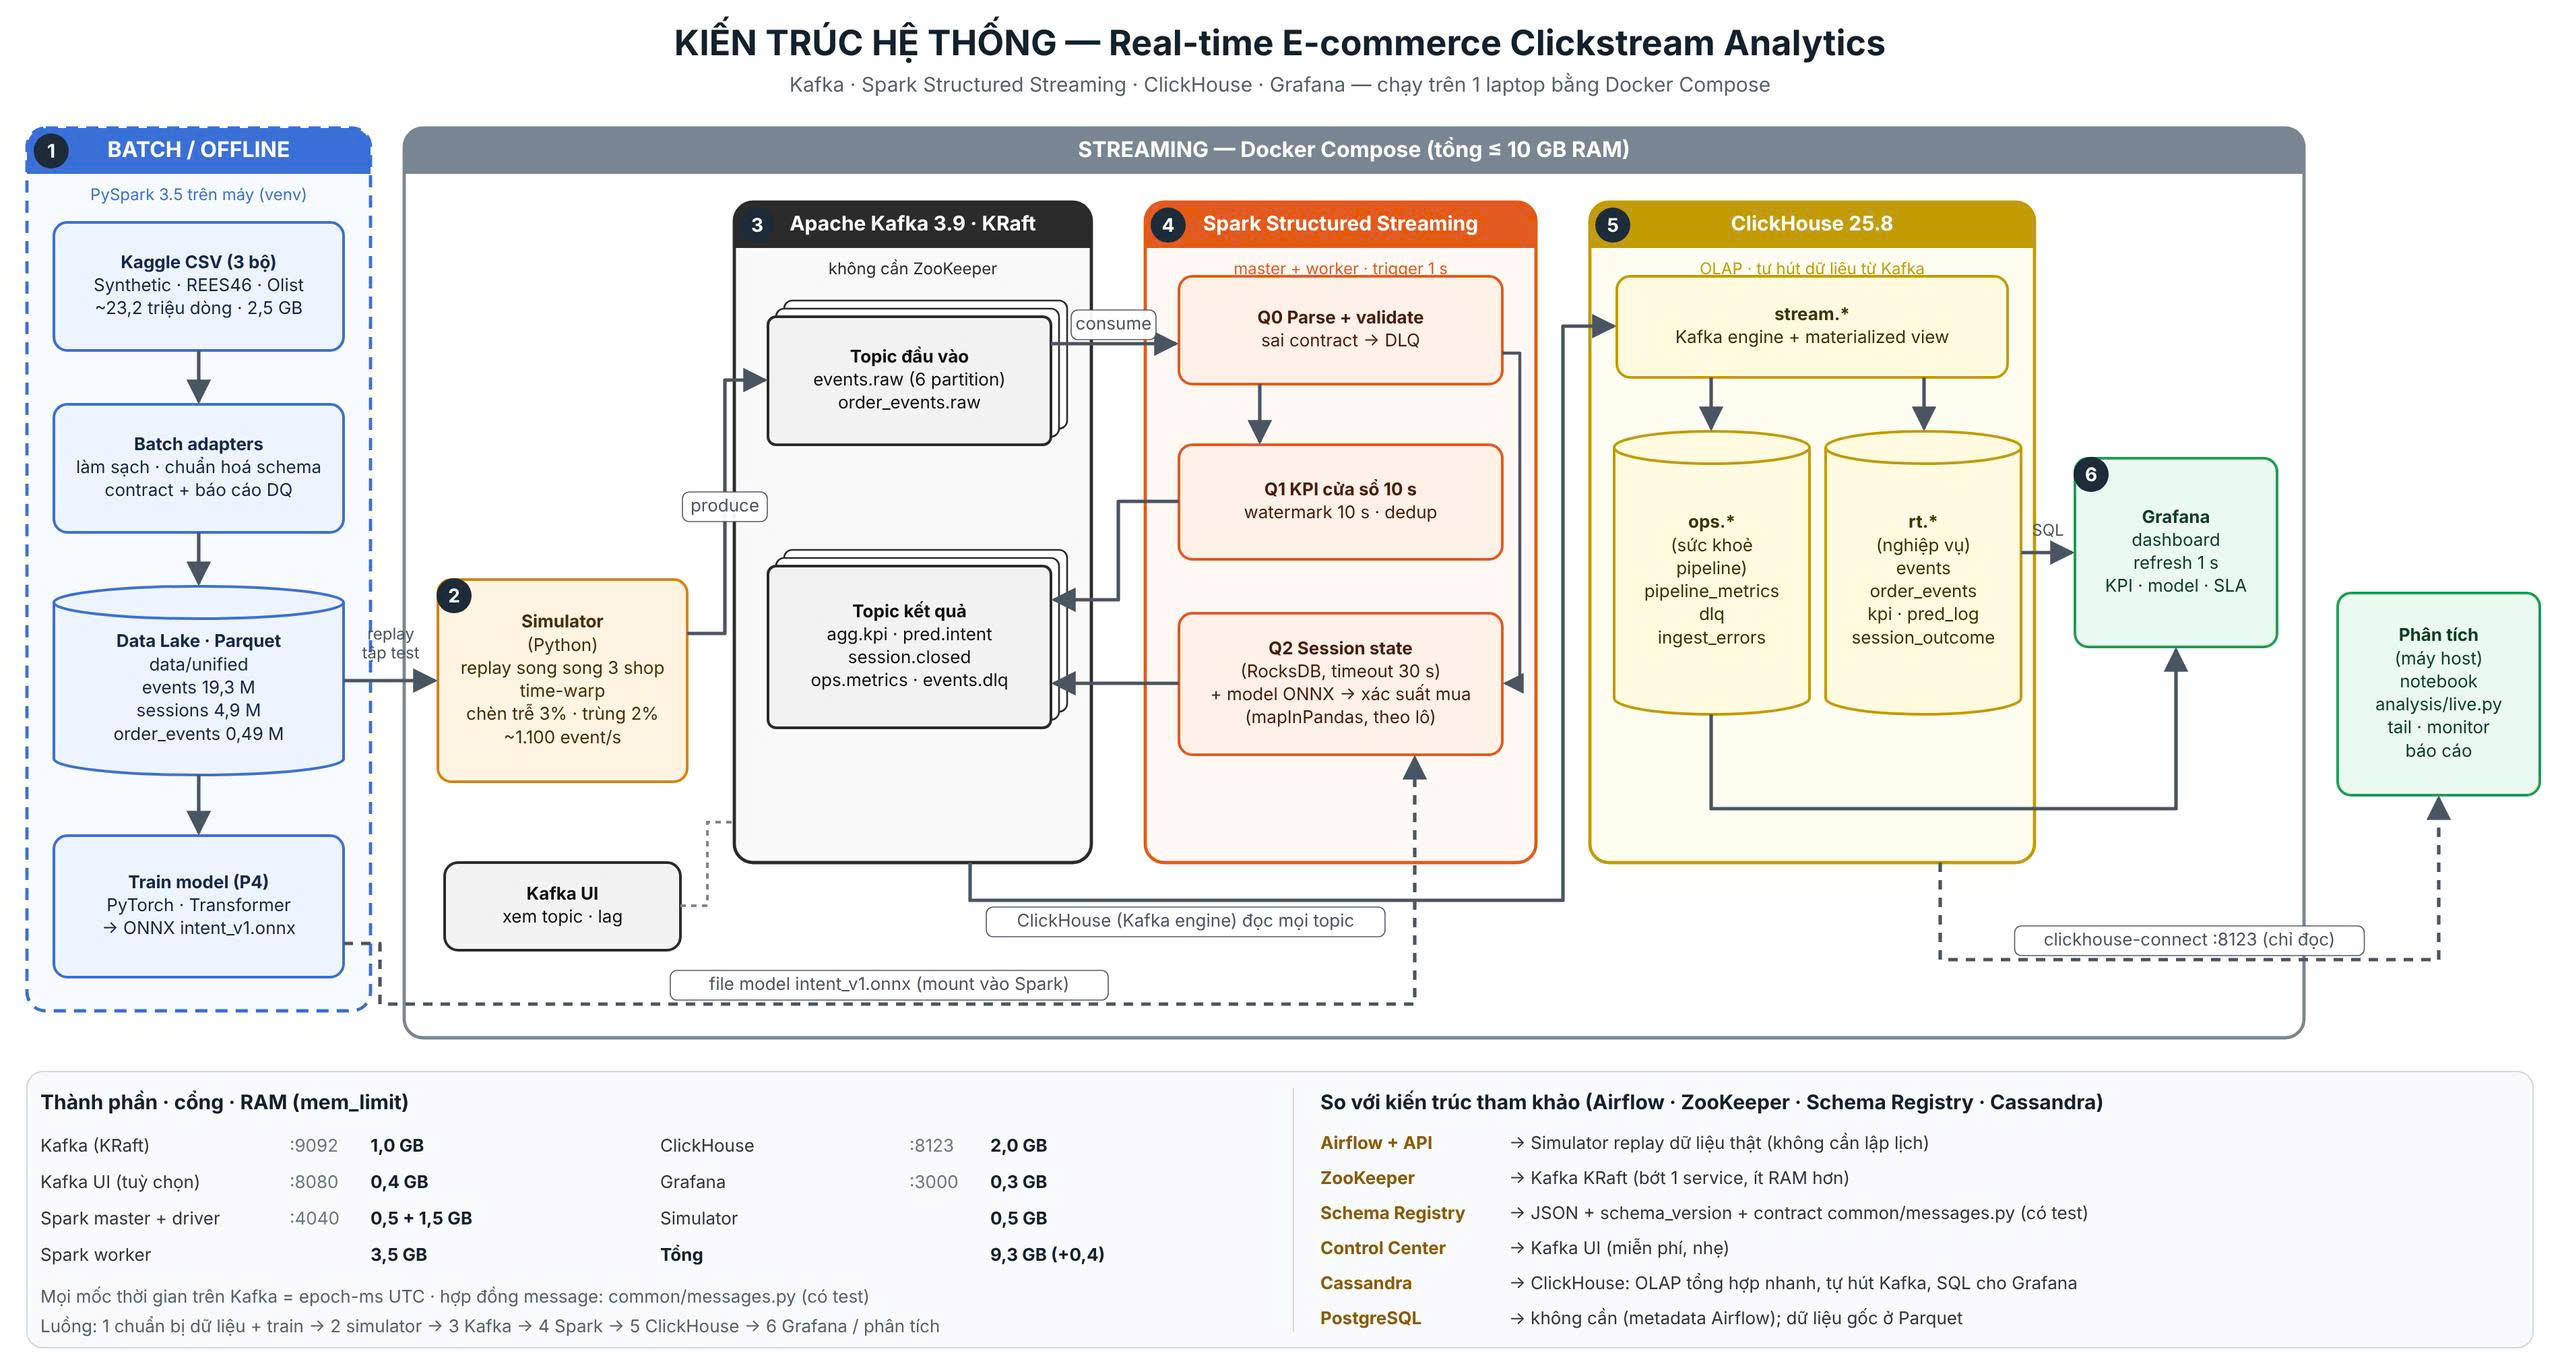 KIẾN TRÚC HỆ THỐNG — Real-time E-commerce Clickstream Analytics
Kafka · Spark Structured Streaming · ClickHouse · Grafana — chạy trên 1 laptop bằng Docker Compose
1
BATCH / OFFLINE
PySpark 3.5 trên máy (venv)
Kaggle CSV (3 bộ)
Synthetic · REES46 · Olist
~23,2 triệu dòng · 2,5 GB
Batch adapters
làm sạch · chuẩn hoá schema
contract + báo cáo DQ
Data Lake · Parquet
data/unified
events 19,3 M
sessions 4,9 M
order_events 0,49 M
Train model (P4)
PyTorch · Transformer
→ ONNX intent_v1.onnx
replay
tập test
STREAMING — Docker Compose (tổng ≤ 10 GB RAM)
2
Simulator
(Python)
replay song song 3 shop
time-warp
chèn trễ 3% · trùng 2%
~1.100 event/s
Kafka UI
xem topic · lag
produce
3
Apache Kafka 3.9 · KRaft
không cần ZooKeeper
Topic đầu vào
events.raw (6 partition)
order_events.raw
Topic kết quả
agg.kpi · pred.intent
session.closed
ops.metrics · events.dlq
consume
4
Spark Structured Streaming
master + worker · trigger 1 s
Q0 Parse + validate
sai contract → DLQ
Q1 KPI cửa sổ 10 s
watermark 10 s · dedup
Q2 Session state
(RocksDB, timeout 30 s)
+ model ONNX → xác suất mua
(mapInPandas, theo lô)
ClickHouse (Kafka engine) đọc mọi topic
file model intent_v1.onnx (mount vào Spark)
5
ClickHouse 25.8
OLAP · tự hút dữ liệu từ Kafka
stream.*
Kafka engine + materialized view
ops.*
(sức khoẻ
pipeline)
pipeline_metrics
dlq
ingest_errors
rt.*
(nghiệp vụ)
events
order_events
kpi · pred_log
session_outcome
SQL
6
Grafana
dashboard
refresh 1 s
KPI · model · SLA
clickhouse-connect :8123 (chỉ đọc)
Phân tích
(máy host)
notebook
analysis/live.py
tail · monitor
báo cáo
Thành phần · cổng · RAM (mem_limit)
Kafka (KRaft) :9092 1,0 GB ClickHouse :8123 2,0 GB
Kafka UI (tuỳ chọn) :8080 0,4 GB Grafana :3000 0,3 GB
Spark master + driver :4040 0,5 + 1,5 GB Simulator 0,5 GB
Spark worker 3,5 GB Tổng 9,3 GB (+0,4)
Mọi mốc thời gian trên Kafka = epoch-ms UTC · hợp đồng message: common/messages.py (có test)
Luồng: 1 chuẩn bị dữ liệu + train → 2 simulator → 3 Kafka → 4 Spark → 5 ClickHouse → 6 Grafana / phân tích
So với kiến trúc tham khảo (Airflow · ZooKeeper · Schema Registry · Cassandra)
Airflow + API → Simulator replay dữ liệu thật (không cần lập lịch)
ZooKeeper → Kafka KRaft (bớt 1 service, ít RAM hơn)
Schema Registry → JSON + schema_version + contract common/messages.py (có test)
Control Center → Kafka UI (miễn phí, nhẹ)
Cassandra → ClickHouse: OLAP tổng hợp nhanh, tự hút Kafka, SQL cho Grafana
PostgreSQL → không cần (metadata Airflow); dữ liệu gốc ở Parquet